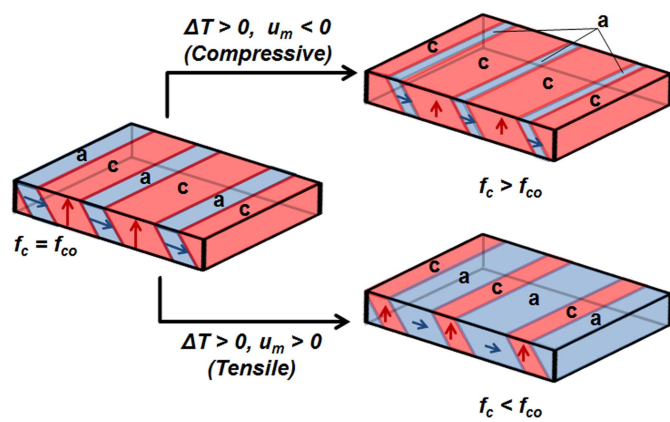 ΔT > 0, u_m < 0
(Compressive)
a
c
c
c
c
f_c > f_co
a
c
a
c
a
c
f_c = f_co
c
a
c
a
c
a
ΔT > 0, u_m > 0
(Tensile)
f_c < f_co